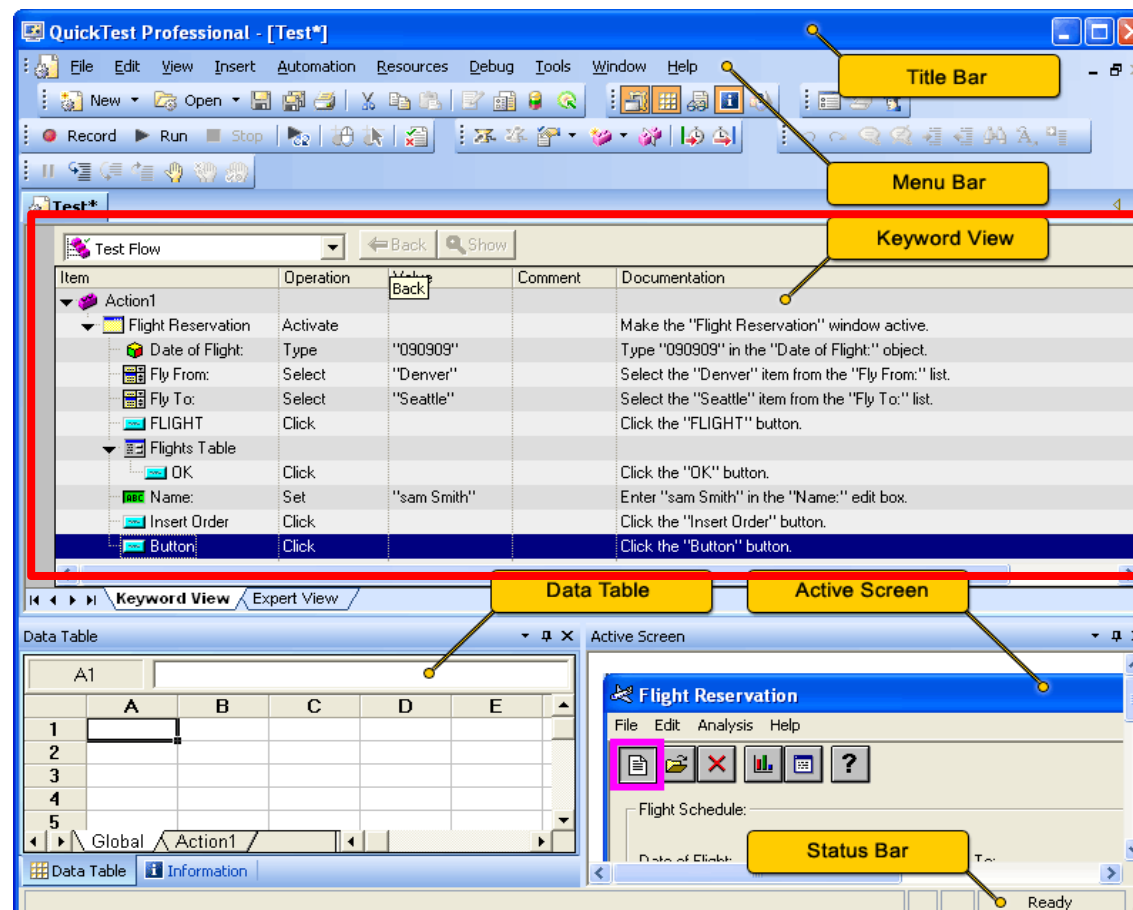 QuickTest Professional - [Test*]
Title Bar
File Edit View Insert Automation Resources Debug Tools Window Help
New Open
Record Run Stop
Menu Bar
Test*
Keyword View
Test Flow Back Show
Item Operation Value Comment Documentation
Back
Action1
Flight Reservation Activate Make the "Flight Reservation" window active.
Date of Flight: Type "090909" Type "090909" in the "Date of Flight:" object.
Fly From: Select "Denver" Select the "Denver" item from the "Fly From:" list.
Fly To: Select "Seattle" Select the "Seattle" item from the "Fly To:" list.
FLIGHT Click Click the "FLIGHT" button.
Flights Table
OK Click Click the "OK" button.
ABC Name: Set "sam Smith" Enter "sam Smith" in the "Name:" edit box.
Insert Order Click Click the "Insert Order" button.
Button Click Click the "Button" button.
Data Table Active Screen
Keyword View Expert View
Data Table Active Screen
A1
A B C D E
1
2
3
4
5
Global Action1
Data Table Information
Flight Reservation
File Edit Analysis Help
?
Flight Schedule:
Date of Flight: To:
Status Bar
Ready